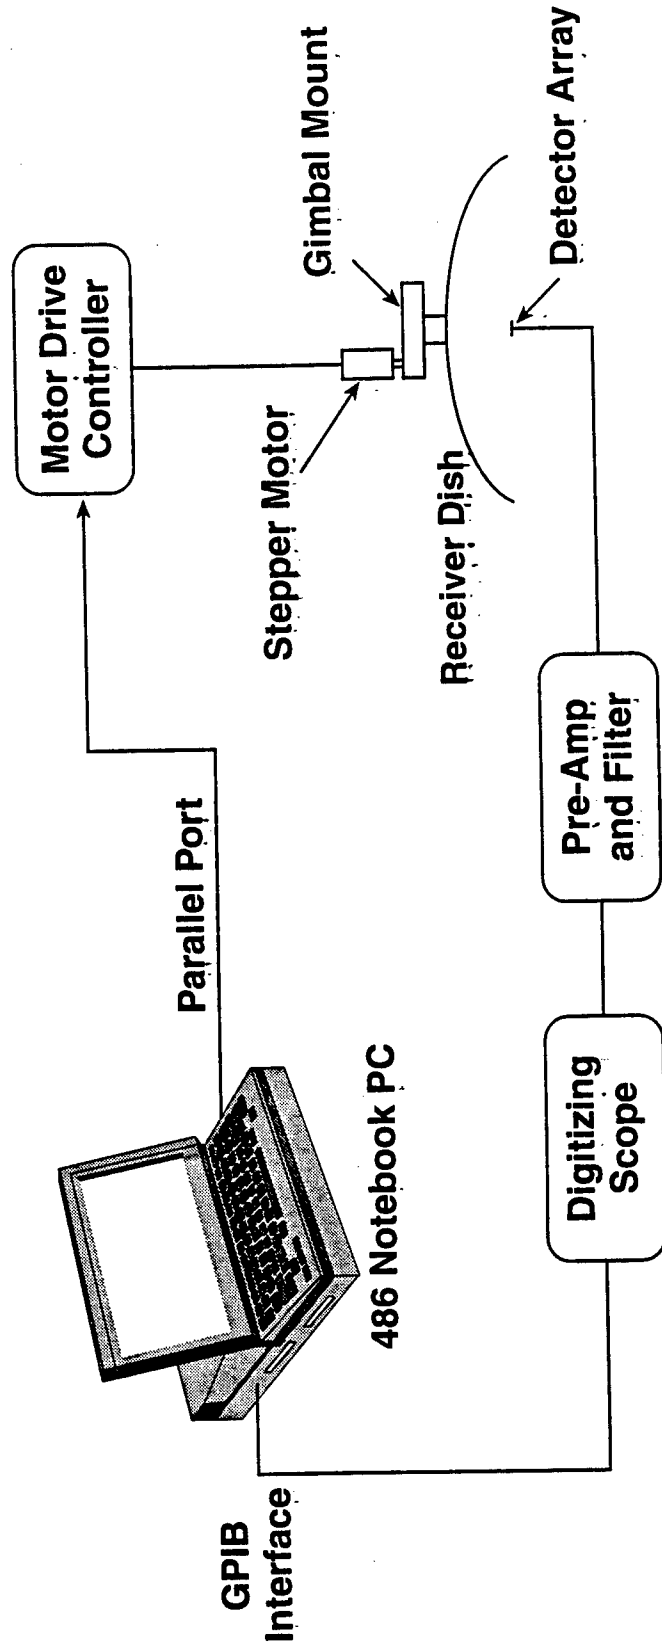 Motor Drive
Controller
Parallel Port
Stepper Motor
Gimbal Mount
GPIB
Interface
486 Notebook PC
Receiver Dish
Detector Array
Digitizing
Scope
Pre-Amp
and Filter